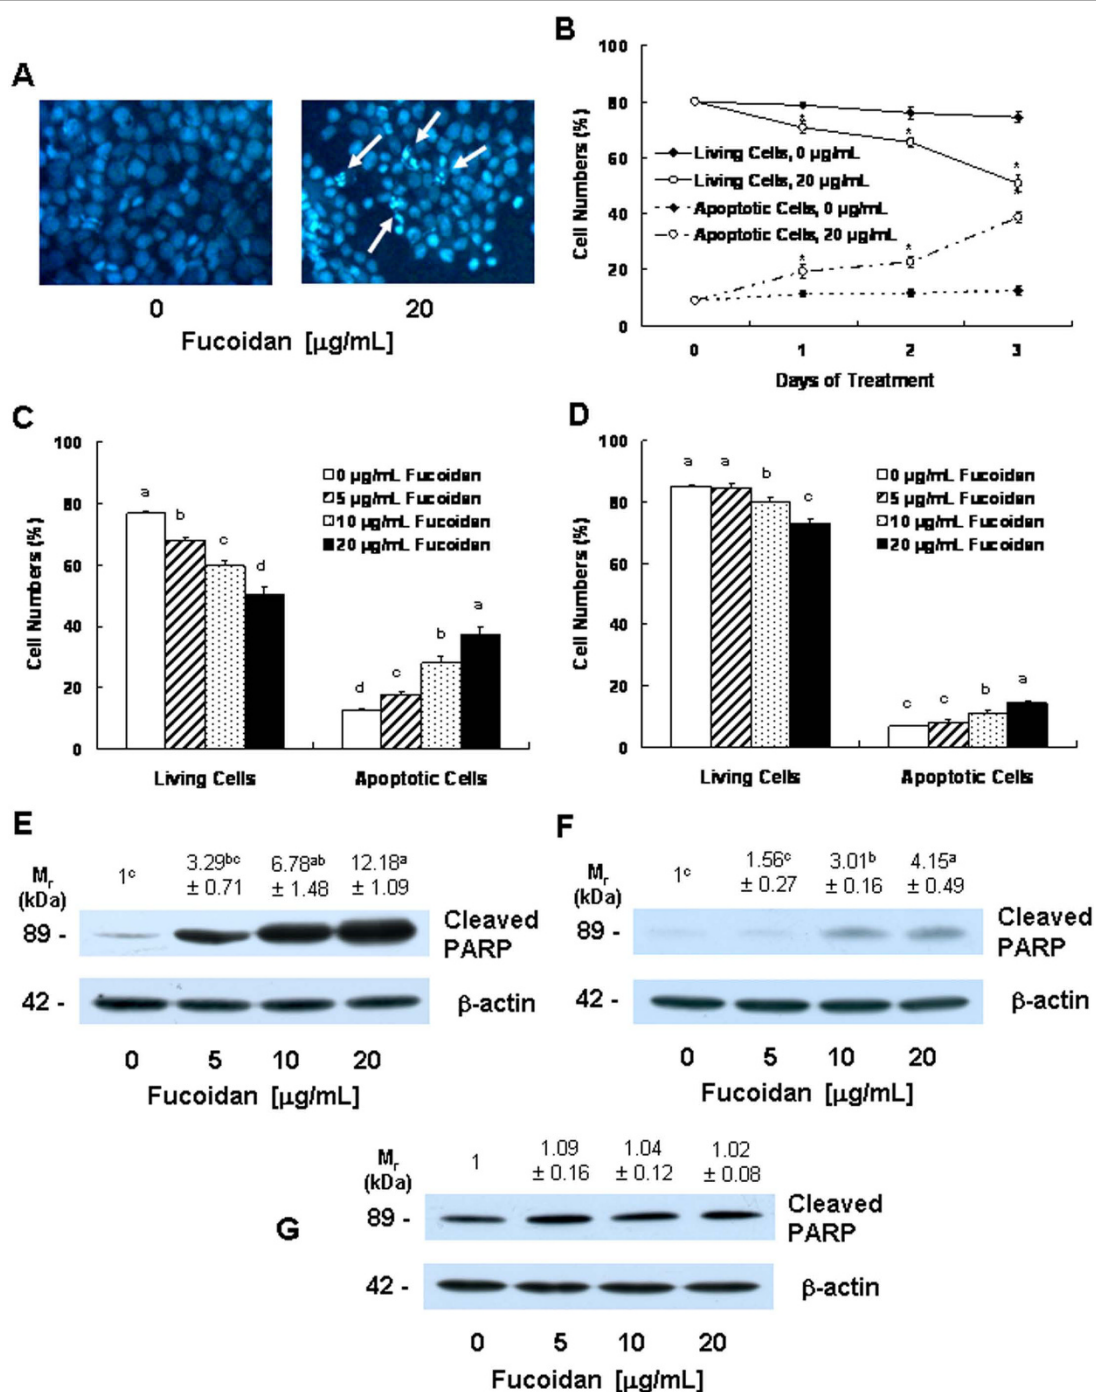 A
0
20
Fucoidan [µg/mL]
B
100
80
60
40
20
0
Cell Numbers (%)
Living Cells, 0 µg/mL
Living Cells, 20 µg/mL
Apoptotic Cells, 0 µg/mL
Apoptotic Cells, 20 µg/mL
* * * * * *
0 1 2 3
Days of Treatment
C
100
80
60
40
20
0
Cell Numbers (%)
0 µg/mL Fucoidan
5 µg/mL Fucoidan
10 µg/mL Fucoidan
20 µg/mL Fucoidan
a b c d
d c b a
Living Cells Apoptotic Cells
D
100
80
60
40
20
0
Cell Numbers (%)
0 µg/mL Fucoidan
5 µg/mL Fucoidan
10 µg/mL Fucoidan
20 µg/mL Fucoidan
a a b c
c c b a
Living Cells Apoptotic Cells
E
Mr
(kDa)
1ᶜ 3.29ᵇᶜ 6.78ᵃᵇ 12.18ᵃ
± 0.71 ± 1.48 ± 1.09
89 - Cleaved
PARP
42 - β-actin
0 5 10 20
Fucoidan [µg/mL]
F
Mr
(kDa)
1ᶜ 1.56ᶜ 3.01ᵇ 4.15ᵃ
± 0.27 ± 0.16 ± 0.49
89 - Cleaved
PARP
42 - β-actin
0 5 10 20
Fucoidan [µg/mL]
G
Mr
(kDa)
1 1.09 1.04 1.02
± 0.16 ± 0.12 ± 0.08
89 - Cleaved
PARP
42 - β-actin
0 5 10 20
Fucoidan [µg/mL]